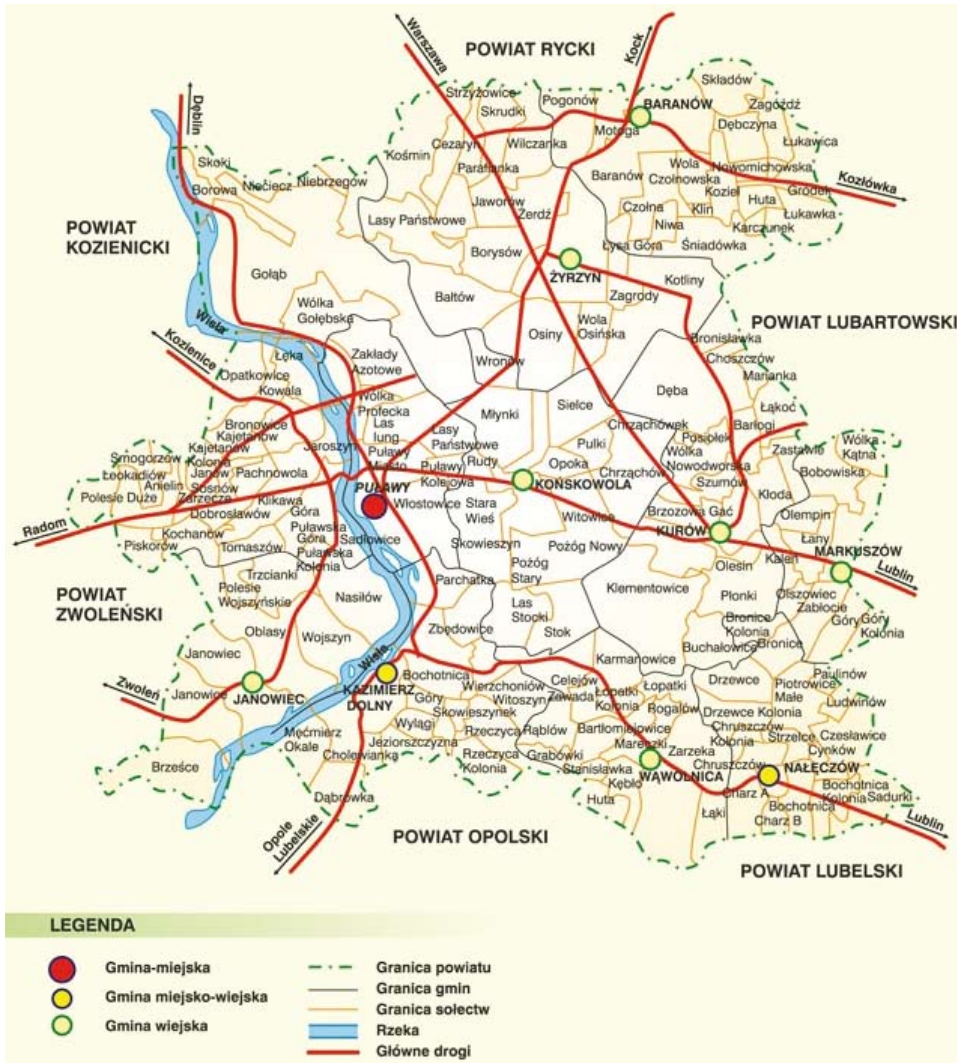 POWIAT RYCKI
Warszawa
Kock
Dęblin
Strzyżowice
Skrudki
Pogonów
BARANÓW
Składów
Zagóźdź
Motoga
Dębczyna
Łukawica
Cezaryn
Wilczanka
Kośmin
Parafianka
Skoki
Borowa
Nieciecz
Niebrzegów
Baranów
Wola
Czołnowska
Nowomichowska
Kozioł
Kozłówka
Gródek
Huta
Łukawka
Klin
Karczunek
Jaworów
Żerdź
Czołna
Niwa
Lasy Państwowe
Łysa Góra
Śniadówka
POWIAT
KOZIENICKI
Borysów
ŻYRZYN
Kotliny
Gołąb
Bałtów
Zagrody
Wólka
Gołębska
Wola
Osińska
Osiny
POWIAT LUBARTOWSKI
Wisła
Kozienice
Bronisławka
Choszczów
Marianka
Łęka
Zakłady
Azotowe
Wronów
Opatkowice
Kowala
Dęba
Wólka
Profecka
Młynki
Sielce
Łąkoć
Bronowice
Kajetanów
Las
Iung
Lasy
Państwowe
Chrząchówek
Barłogi
Jaroszyn
Pulki
Posiołek
Wólka
Nowodworska
Zastawie
Wólka
Kątna
Smogorzów
Kajetanów
Kolonia
Janów
Pachnowola
Puławy
Miasto
Puławy
Kolejowa
Rudy
Opoka
Chrząchów
Szumów
Bobowiska
Leokadiów
Anielin
Sosnów
Polesie Duże
Zarzecze
Klikawa
PUŁAWY
KOŃSKOWOLA
Kłoda
Dobrosławów
Góra
Puławska
Włostowice
Stara
Wieś
Witowice
Brzozowa Gać
Olempin
Radom
Kochanów
Góra
Puławska
Kolonia
Sadłowice
KURÓW
Łany
Piskorów
Tomaszów
Skowieszyn
Pożóg Nowy
MARKUSZÓW
Kaleń
Lublin
Olesin
Trzcianki
Parchatka
Pożóg
Stary
Klementowice
POWIAT
ZWOLEŃSKI
Polesie
Wojszyńskie
Nasiłów
Płonki
Olszowiec
Zabłocie
Las
Stocki
Góry
Góry
Kolonia
Oblasy
Wojszyn
Zbędowice
Stok
Bronice
Kolonia
Bronice
Buchałowice
Janowiec
Wisła
Karmanowice
Zwoleń
Janowice
JANOWIEC
KAZIMIERZ
DOLNY
Bochotnica
Wierzchoniów
Celejów
Drzewce
Paulinów
Góry
Witoszyn
Zawada
Łopatki
Kolonia
Łopatki
Piotrowice
Małe
Ludwinów
Skowieszynek
Rogalów
Drzewce Kolonia
Męćmierz
Okale
Wylągi
Rzeczyca
Rąblów
Bartłomiejowice
Chruszczów
Kolonia
Strzelce
Czesławice
Jeziorszczyzna
Mareczki
Cynków
Cholewianka
Rzeczyca
Kolonia
Grabówki
Zarzeka
Chruszczów
Brześce
Stanisławka
Kębło
WĄWOLNICA
NAŁĘCZÓW
Dąbrówka
Huta
Łąki
Charz A
Bochotnica
Kolonia
Sadurki
Bochotnica
Charz B
Opole
Lubelskie
POWIAT OPOLSKI
Lublin
POWIAT LUBELSKI
LEGENDA
Gmina-miejska
Gmina miejsko-wiejska
Gmina wiejska
Granica powiatu
Granica gmin
Granica sołectw
Rzeka
Główne drogi